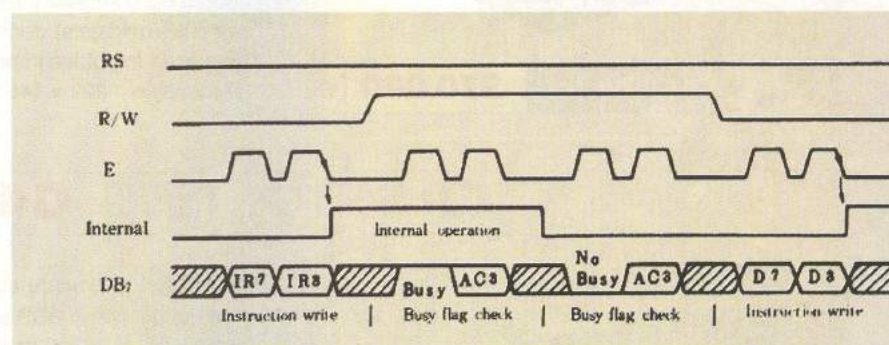 RS
R/W
E
Internal
Internal operation
DB₇
IR7 IR3 Busy AC3 No Busy AC3 D7 D3
Instruction write | Busy flag check | Busy flag check | Instruction write